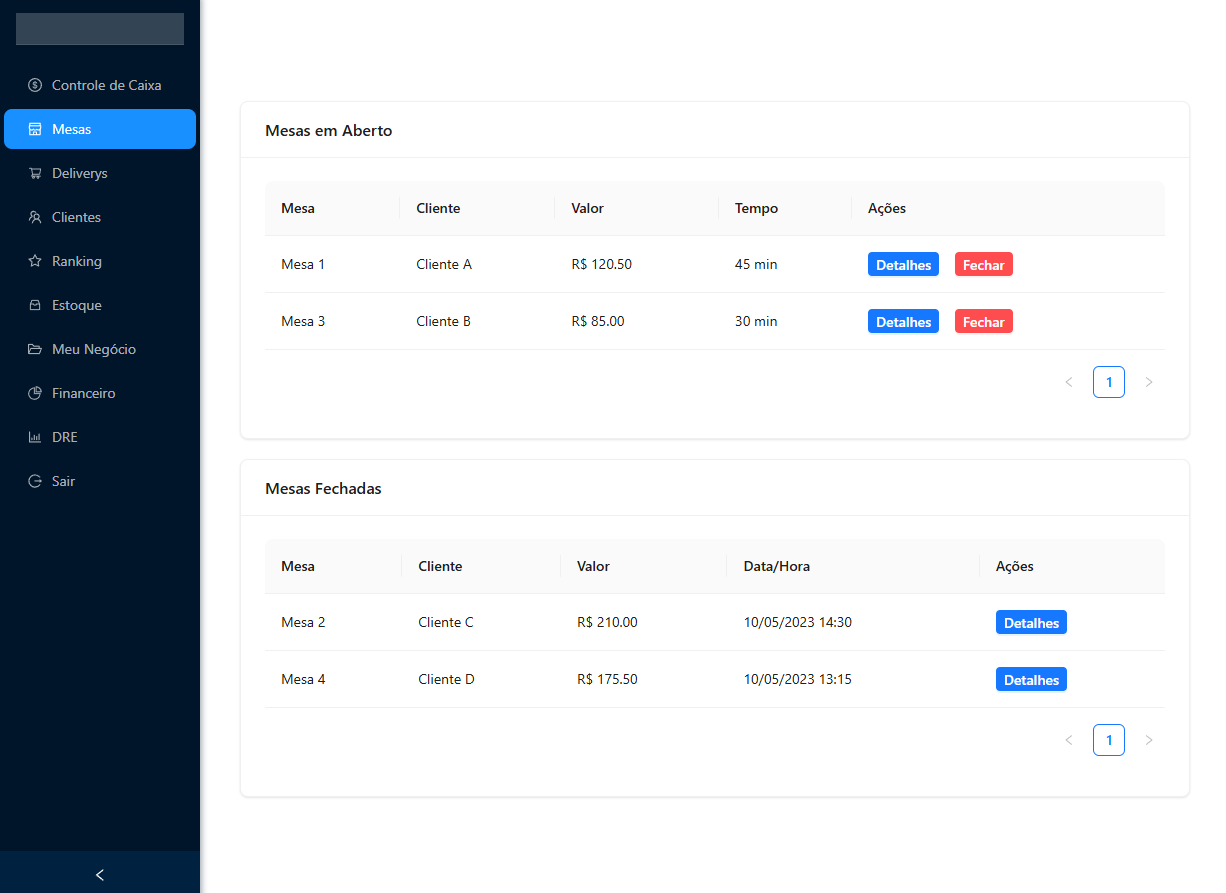 Controle de Caixa
Mesas
Deliverys
Clientes
Ranking
Estoque
Meu Negócio
Financeiro
DRE
Sair
Mesas em Aberto
Mesa Cliente Valor Tempo Ações
Mesa 1 Cliente A R$ 120.50 45 min Detalhes Fechar
Mesa 3 Cliente B R$ 85.00 30 min Detalhes Fechar
1
Mesas Fechadas
Mesa Cliente Valor Data/Hora Ações
Mesa 2 Cliente C R$ 210.00 10/05/2023 14:30 Detalhes
Mesa 4 Cliente D R$ 175.50 10/05/2023 13:15 Detalhes
1